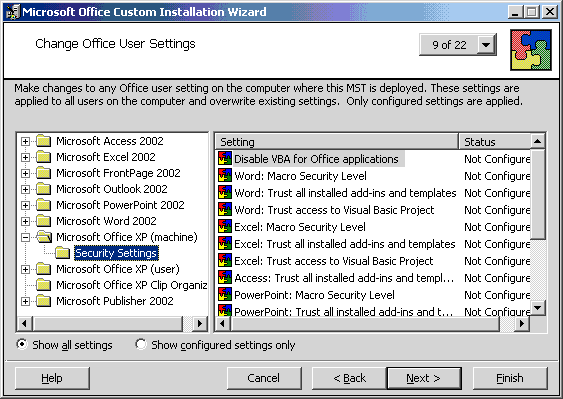 Microsoft Office Custom Installation Wizard
Change Office User Settings
9 of 22
Make changes to any Office user setting on the computer where this MST is deployed. These settings are
applied to all users on the computer and overwrite existing settings. Only configured settings are applied.
Microsoft Access 2002
Microsoft Excel 2002
Microsoft FrontPage 2002
Microsoft Outlook 2002
Microsoft PowerPoint 2002
Microsoft Word 2002
Microsoft Office XP (machine)
Security Settings
Microsoft Office XP (user)
Microsoft Office XP Clip Organiz
Microsoft Publisher 2002
Setting Status
Disable VBA for Office applications Not Configure
Word: Macro Security Level Not Configure
Word: Trust all installed add-ins and templates Not Configure
Word: Trust access to Visual Basic Project Not Configure
Excel: Macro Security Level Not Configure
Excel: Trust all installed add-ins and templates Not Configure
Excel: Trust access to Visual Basic Project Not Configure
Access: Trust all installed add-ins and templ... Not Configure
PowerPoint: Macro Security Level Not Configure
PowerPoint: Trust all installed add-ins and t... Not Configure
Show all settings
Show configured settings only
Help
Cancel
< Back
Next >
Finish